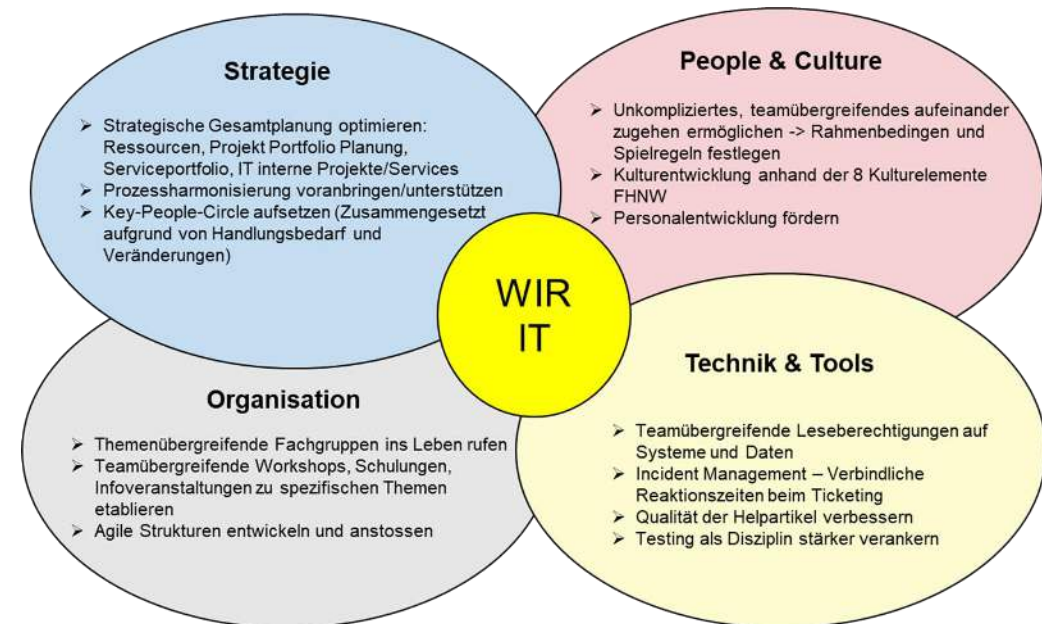 Strategie
➢ Strategische Gesamtplanung optimieren:
Ressourcen, Projekt Portfolio Planung,
Serviceportfolio, IT interne Projekte/Services
➢ Prozessharmonisierung voranbringen/unterstützen
➢ Key-People-Circle aufsetzen (Zusammengesetzt
aufgrund von Handlungsbedarf und
Veränderungen)
People & Culture
➢ Unkompliziertes, teamübergreifendes aufeinander
zugehen ermöglichen -> Rahmenbedingen und
Spielregeln festlegen
➢ Kulturentwicklung anhand der 8 Kulturelemente
FHNW
➢ Personalentwicklung fördern
WIR
IT
Organisation
➢ Themenübergreifende Fachgruppen ins Leben rufen
➢ Teamübergreifende Workshops, Schulungen,
Infoveranstaltungen zu spezifischen Themen
etablieren
➢ Agile Strukturen entwickeln und anstossen
Technik & Tools
➢ Teamübergreifende Leseberechtigungen auf
Systeme und Daten
➢ Incident Management – Verbindliche
Reaktionszeiten beim Ticketing
➢ Qualität der Helpartikel verbessern
➢ Testing als Disziplin stärker verankern